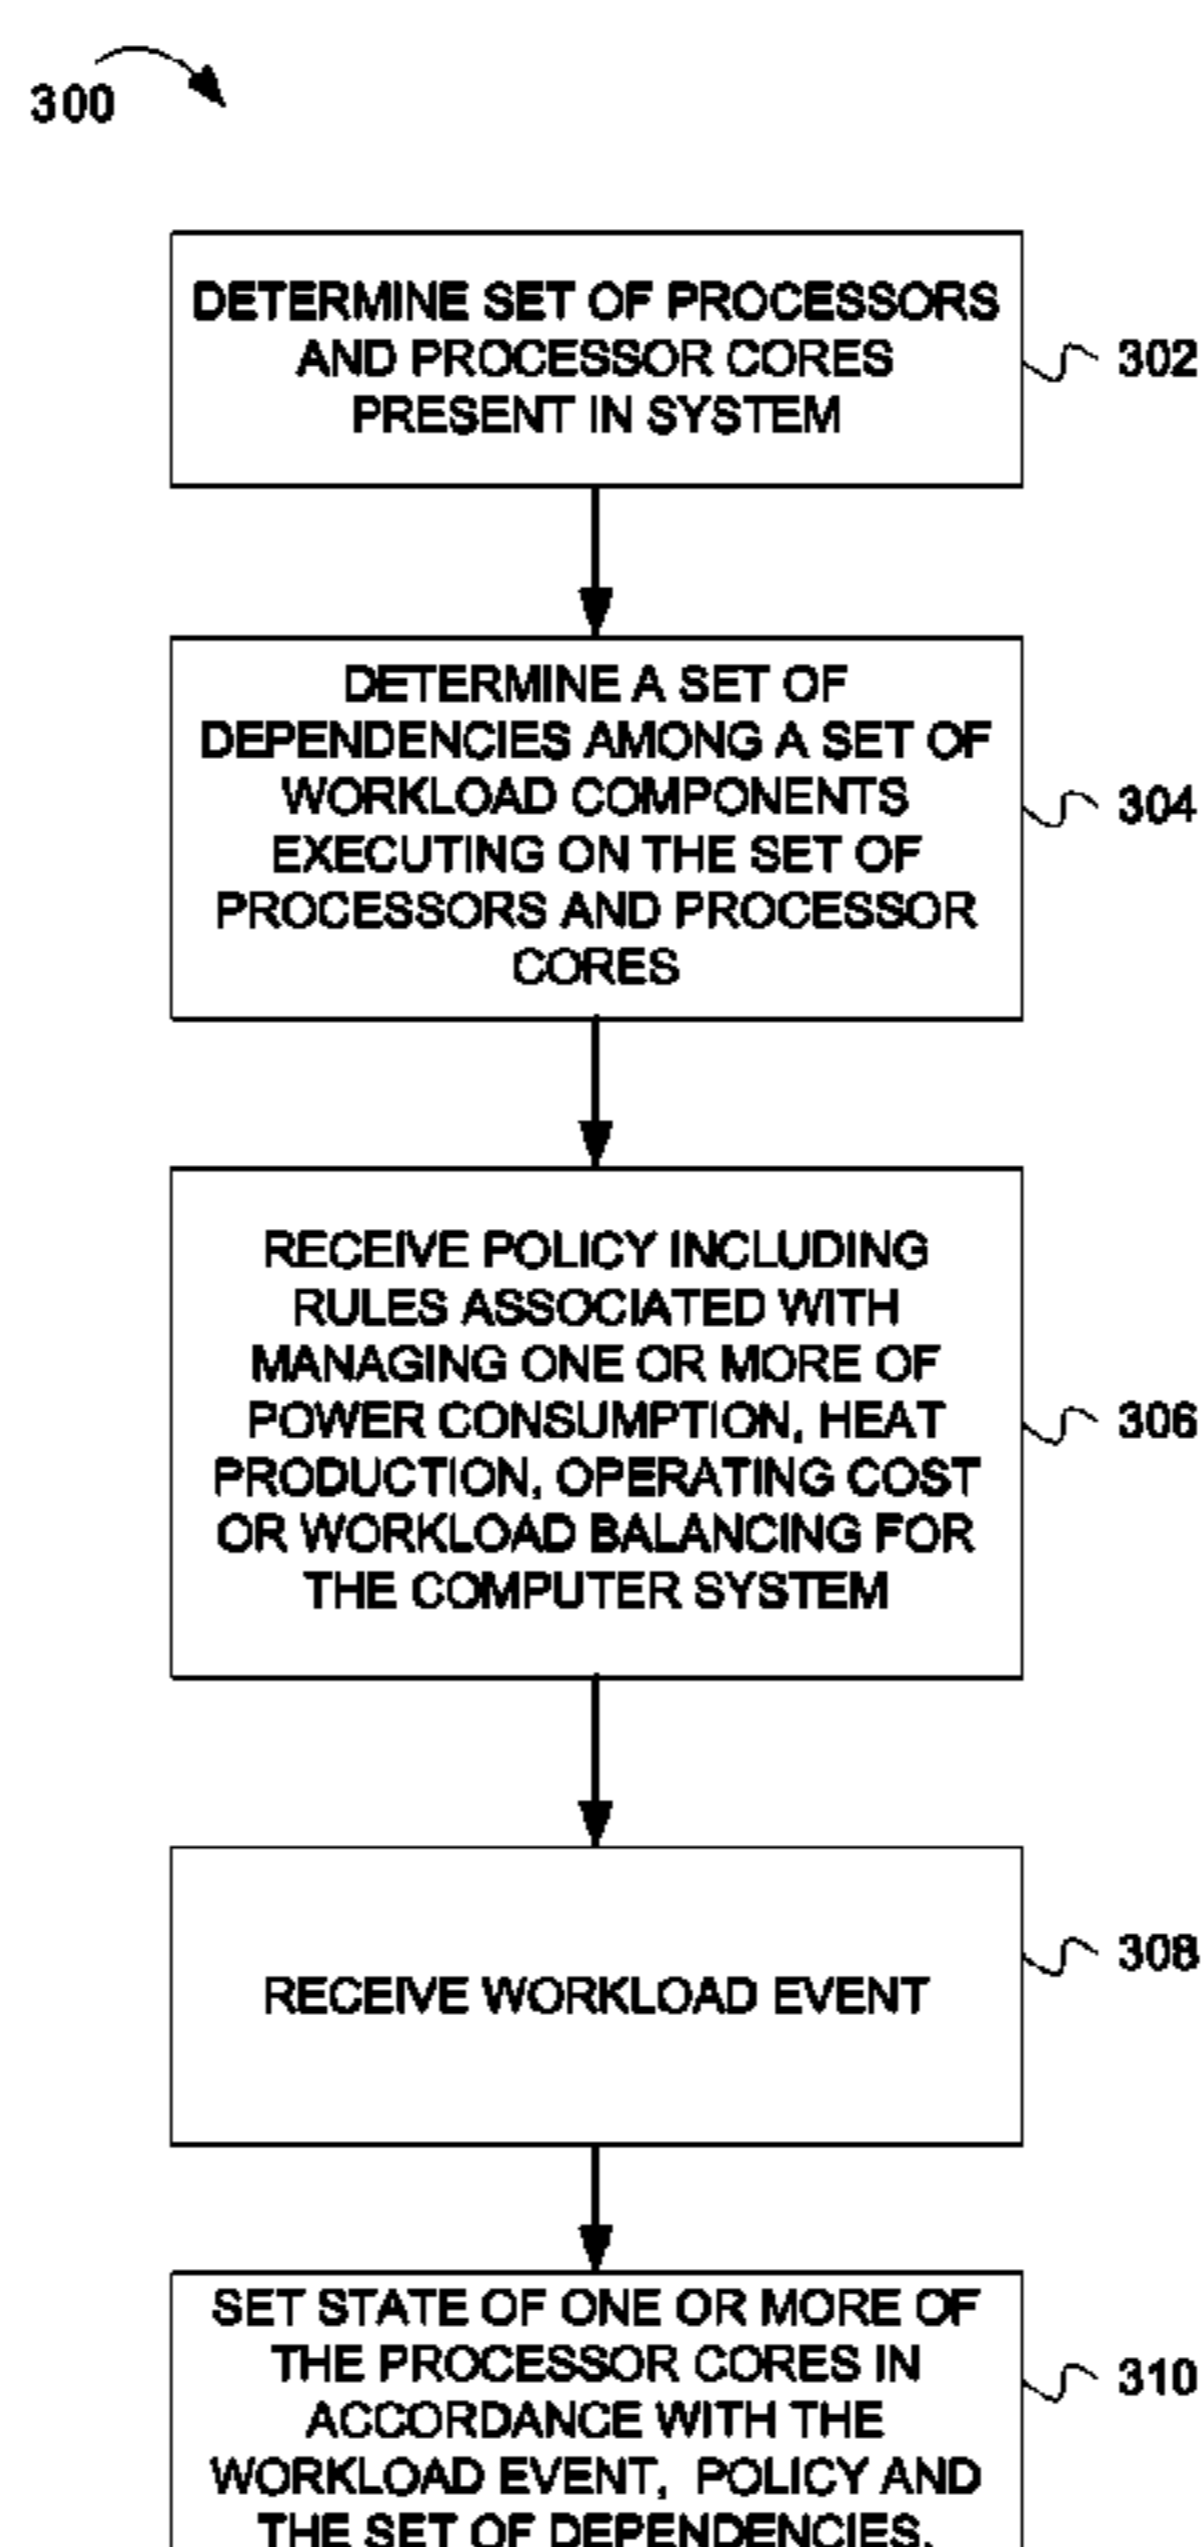 300
DETERMINE SET OF PROCESSORS
AND PROCESSOR CORES
PRESENT IN SYSTEM
302
DETERMINE A SET OF
DEPENDENCIES AMONG A SET OF
WORKLOAD COMPONENTS
EXECUTING ON THE SET OF
PROCESSORS AND PROCESSOR
CORES
304
RECEIVE POLICY INCLUDING
RULES ASSOCIATED WITH
MANAGING ONE OR MORE OF
POWER CONSUMPTION, HEAT
PRODUCTION, OPERATING COST
OR WORKLOAD BALANCING FOR
THE COMPUTER SYSTEM
306
RECEIVE WORKLOAD EVENT
308
SET STATE OF ONE OR MORE OF
THE PROCESSOR CORES IN
ACCORDANCE WITH THE
WORKLOAD EVENT, POLICY AND
THE SET OF DEPENDENCIES.
310